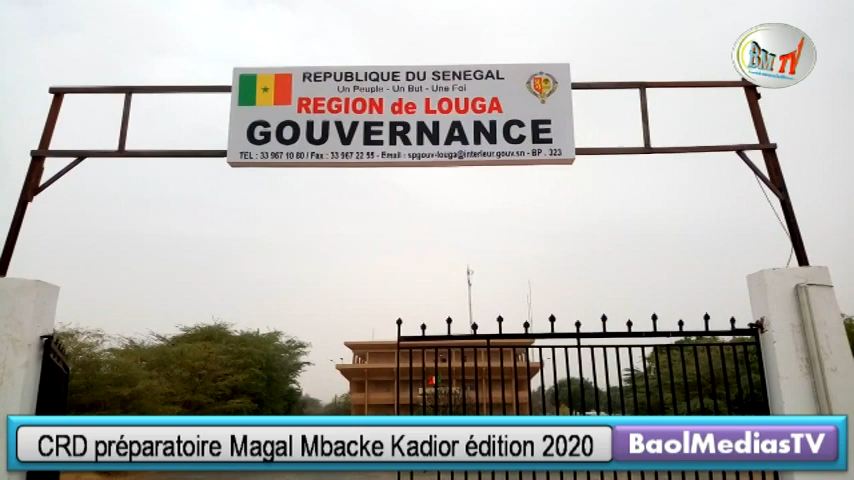 BMTV
REPUBLIQUE DU SENEGAL
Un Peuple - Un But - Une Foi
REGION de LOUGA
GOUVERNANCE
TEL : 33 967 10 80 / Fax : 33 967 22 55 - Email : spgouv-louga@interieur.gouv.sn - BP . 323
CRD préparatoire Magal Mbacke Kadior édition 2020
BaolMediasTV